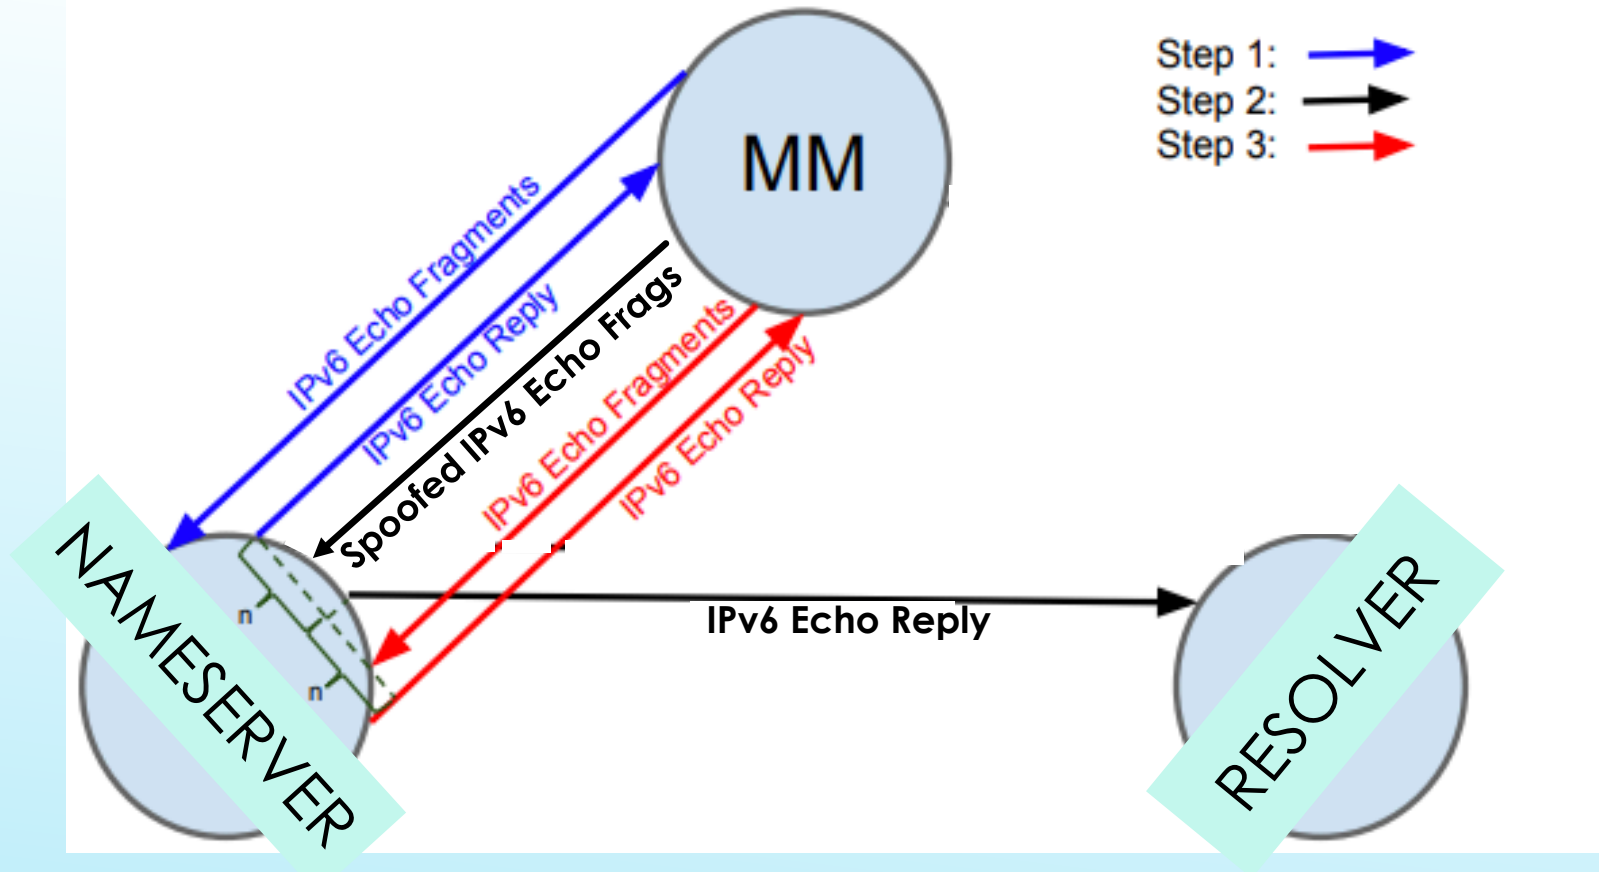 MM
Step 1:
Step 2:
Step 3:
IPv6 Echo Fragments
IPv6 Echo Reply
Spoofed IPv6 Echo Frags
IPv6 Echo Fragments
IPv6 Echo Reply
IPv6 Echo Reply
n
n
NAMESERVER
RESOLVER